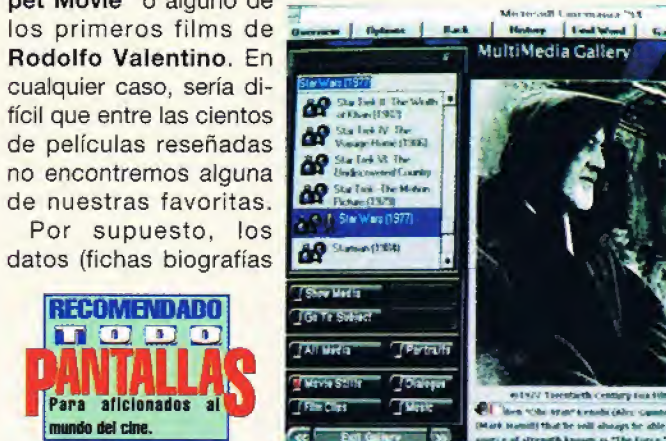 pet Movie" o alguno de
los primeros films de
Rodolfo Valentino. En
cualquier caso, sería di-
fícil que entre las cientos
de películas reseñadas
no encontremos alguna
de nuestras favoritas.
Por supuesto, los
datos (fichas biografías
RECOMENDADO
PANTALLAS
Para aficionados al
mundo del cine.
Overview Options Back History Find Word
MultiMedia Gallery
Star Wars (1977)
Star Trek II: The Wrath
of Khan (1982)
Star Trek IV: The
Voyage Home (1986)
Star Trek VI: The
Undiscovered Country
Star Trek - The Motion
Picture (1979)
Star Wars (1977)
Starman (1984)
Show Media
Go To Subject
All Media Portraits
Movie Stills Dialogue
Film Clips Music
Exit Gallery
Twentieth Century Fox